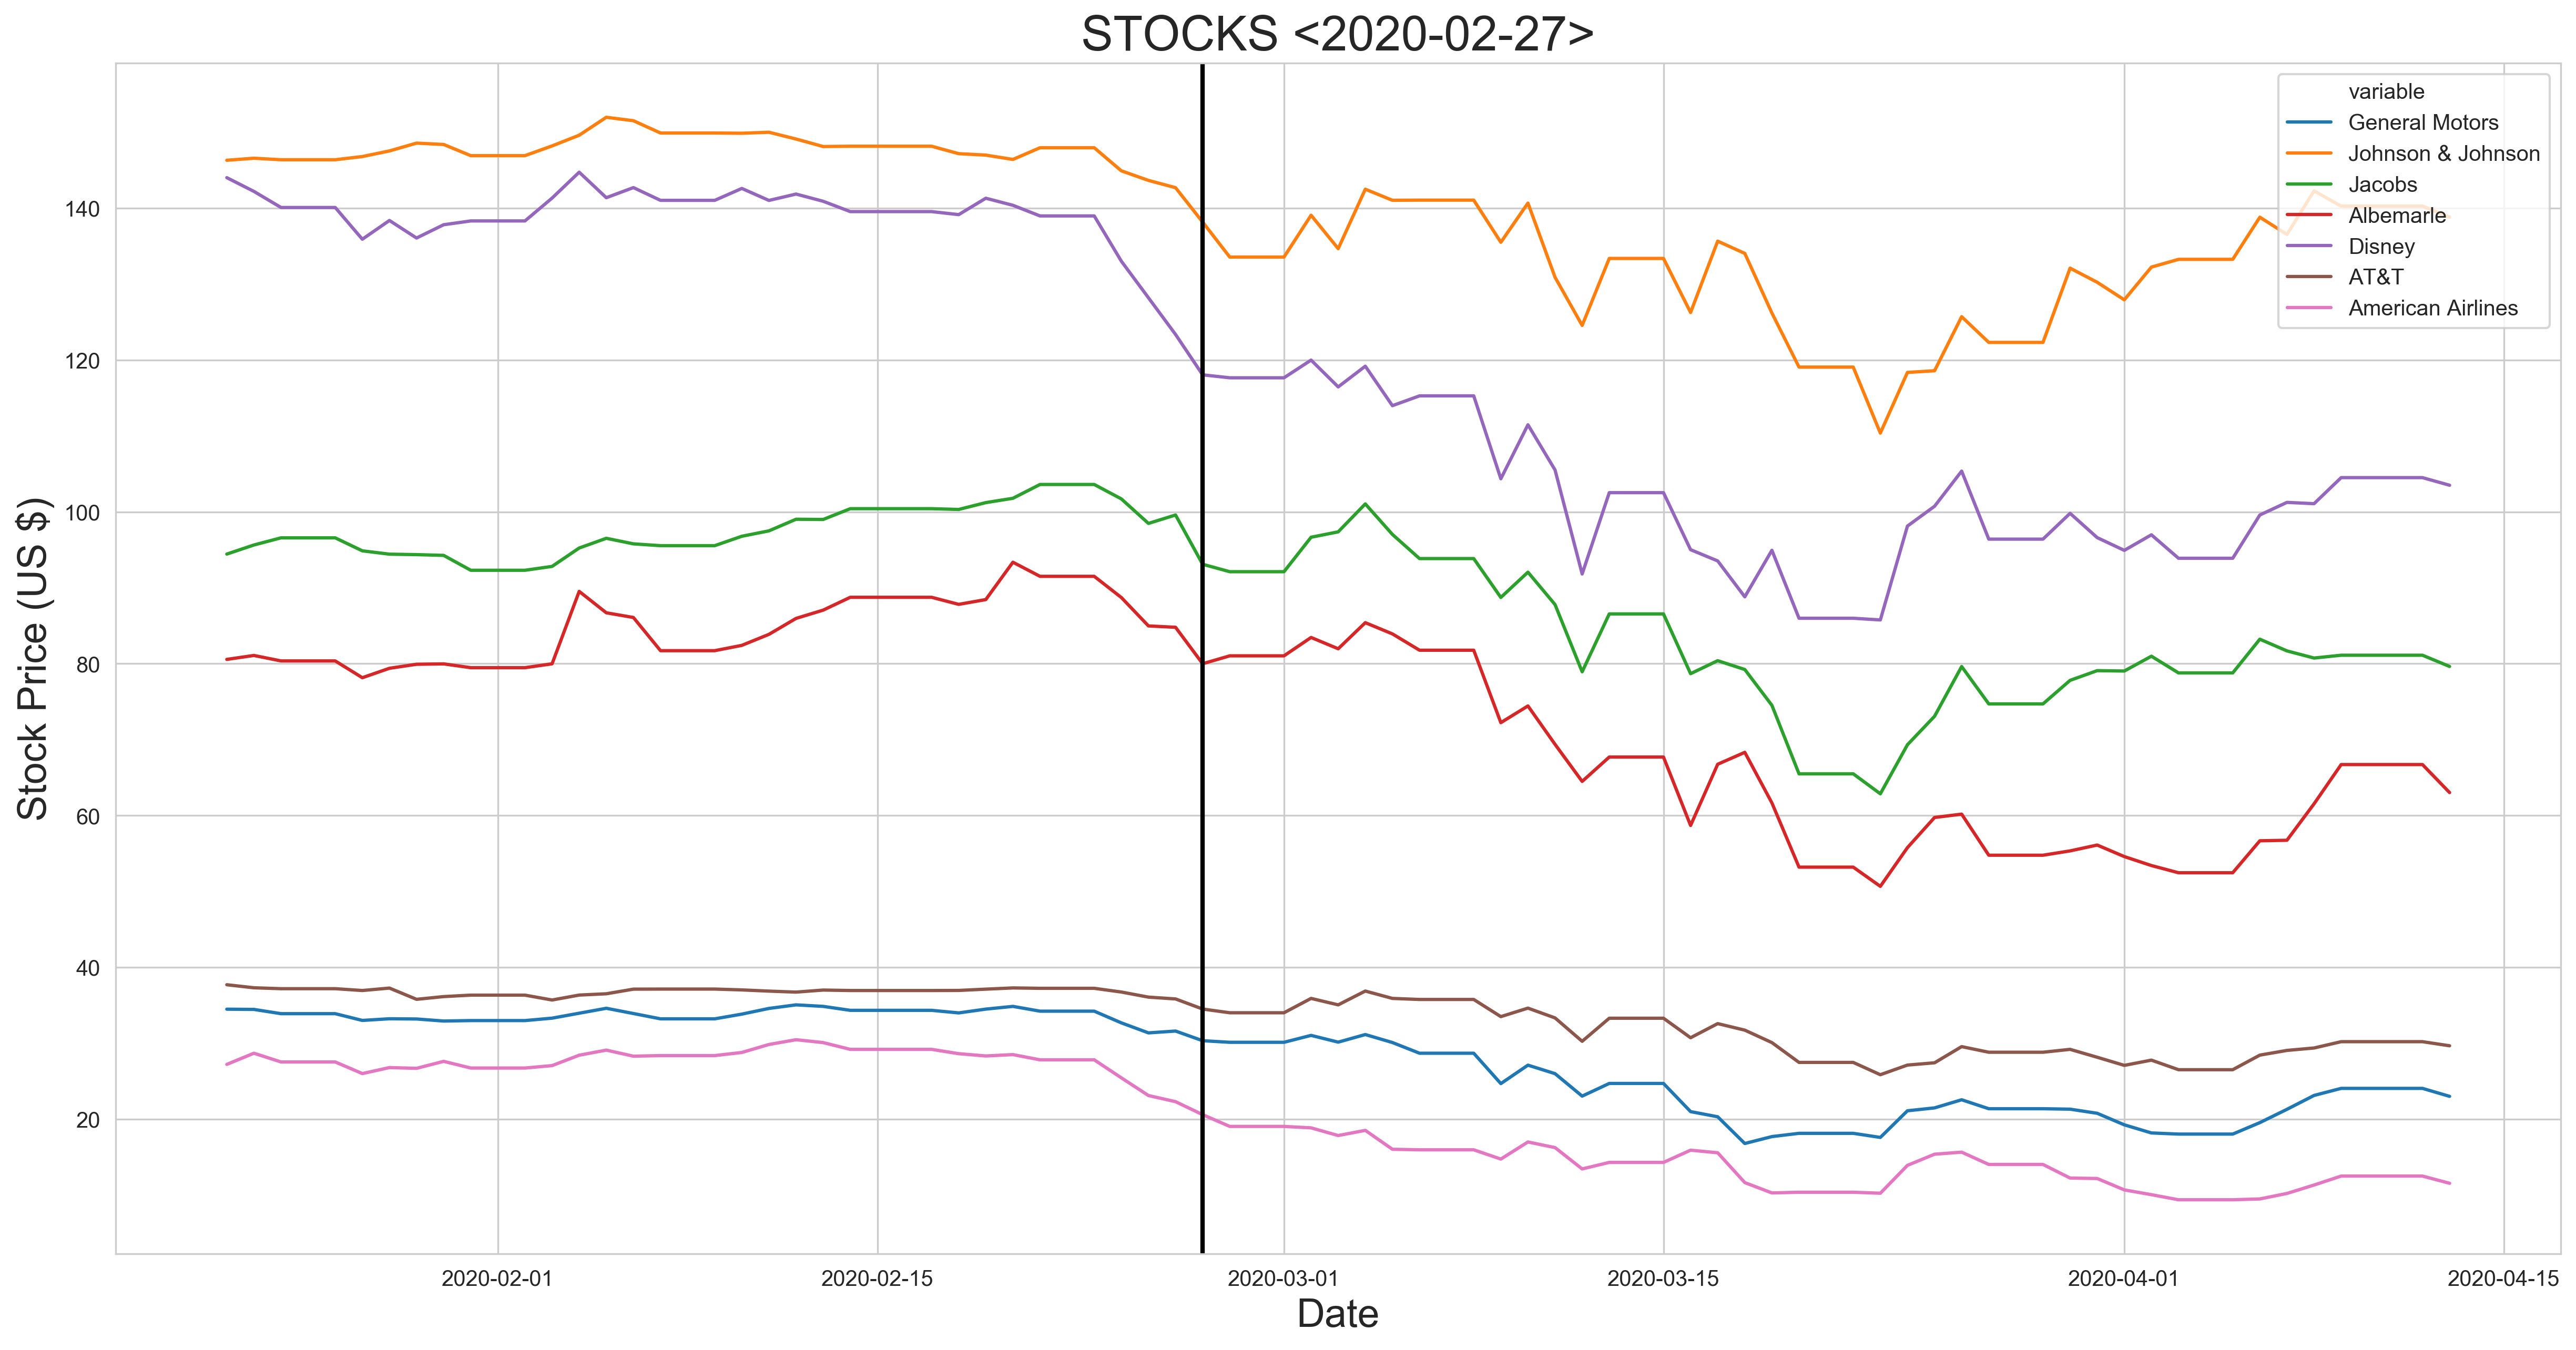 STOCKS <2020-02-27>
variable
General Motors
Johnson & Johnson
Jacobs
Albemarle
Disney
AT&T
American Airlines
Stock Price (US $)
140
120
100
80
60
40
20
2020-02-01
2020-02-15
2020-03-01
2020-03-15
2020-04-01
2020-04-15
Date